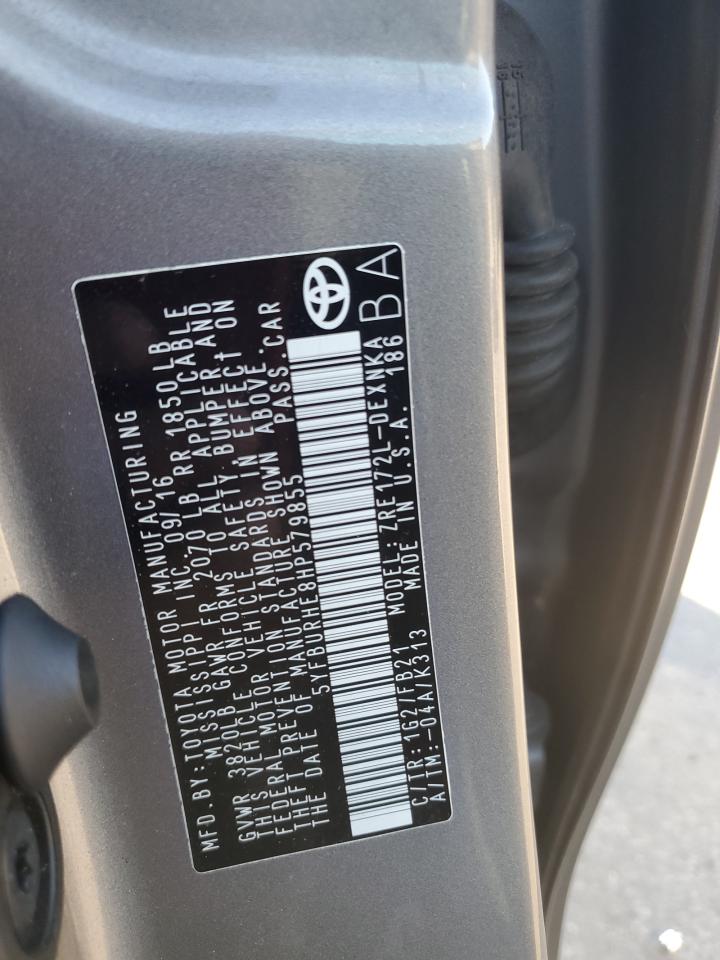 MFD. BY: TOYOTA MOTOR MANUFACTURING
MISSISSIPPI INC. 09/16
GVWR 3820LB GAWR FR 2070 LB RR 1850 LB
THIS VEHICLE CONFORMS TO ALL APPLICABLE
FEDERAL MOTOR VEHICLE SAFETY, BUMPER, AND
THEFT PREVENTION STANDARDS IN EFFECT ON
THE DATE OF MANUFACTURE SHOWN ABOVE.
5YFBURHE8HP579855 PASS. CAR
C/TR: 1G2/FB21 MODEL: ZRE172L-DEXNKA
A/TM: -04A/K313 MADE IN U.S.A. 186
BA